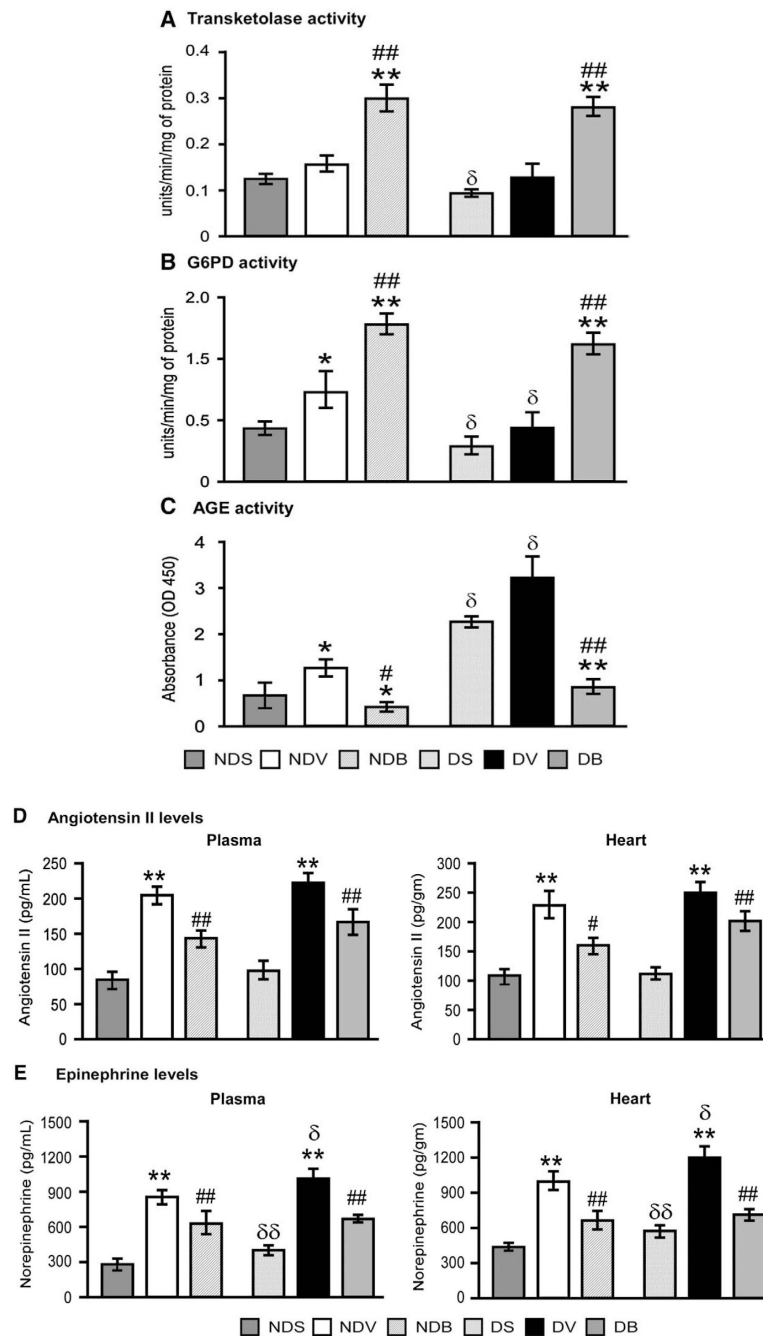 A Transketolase activity
units/min/mg of protein
0.4
0.3
0.2
0.1
0
##
**
δ
##
**
B G6PD activity
units/min/mg of protein
2.0
1.5
0.5
0
*
##
**
δ
δ
##
**
C AGE activity
Absorbance (OD 450)
4
3
2
1
0
*
#
*
δ
δ
##
**
NDS NDV NDB DS DV DB
D Angiotensin II levels
Plasma
Angiotensin II (pg/mL)
250
200
150
100
50
0
**
##
**
##
Heart
Angiotensin II (pg/gm)
300
250
200
150
100
50
0
**
#
**
##
E Epinephrine levels
Plasma
Norepinephrine (pg/mL)
1500
1200
900
600
300
0
**
##
δδ
δ
**
##
Heart
Norepinephrine (pg/gm)
1500
1200
900
600
300
0
**
##
δδ
δ
**
##
NDS NDV NDB DS DV DB